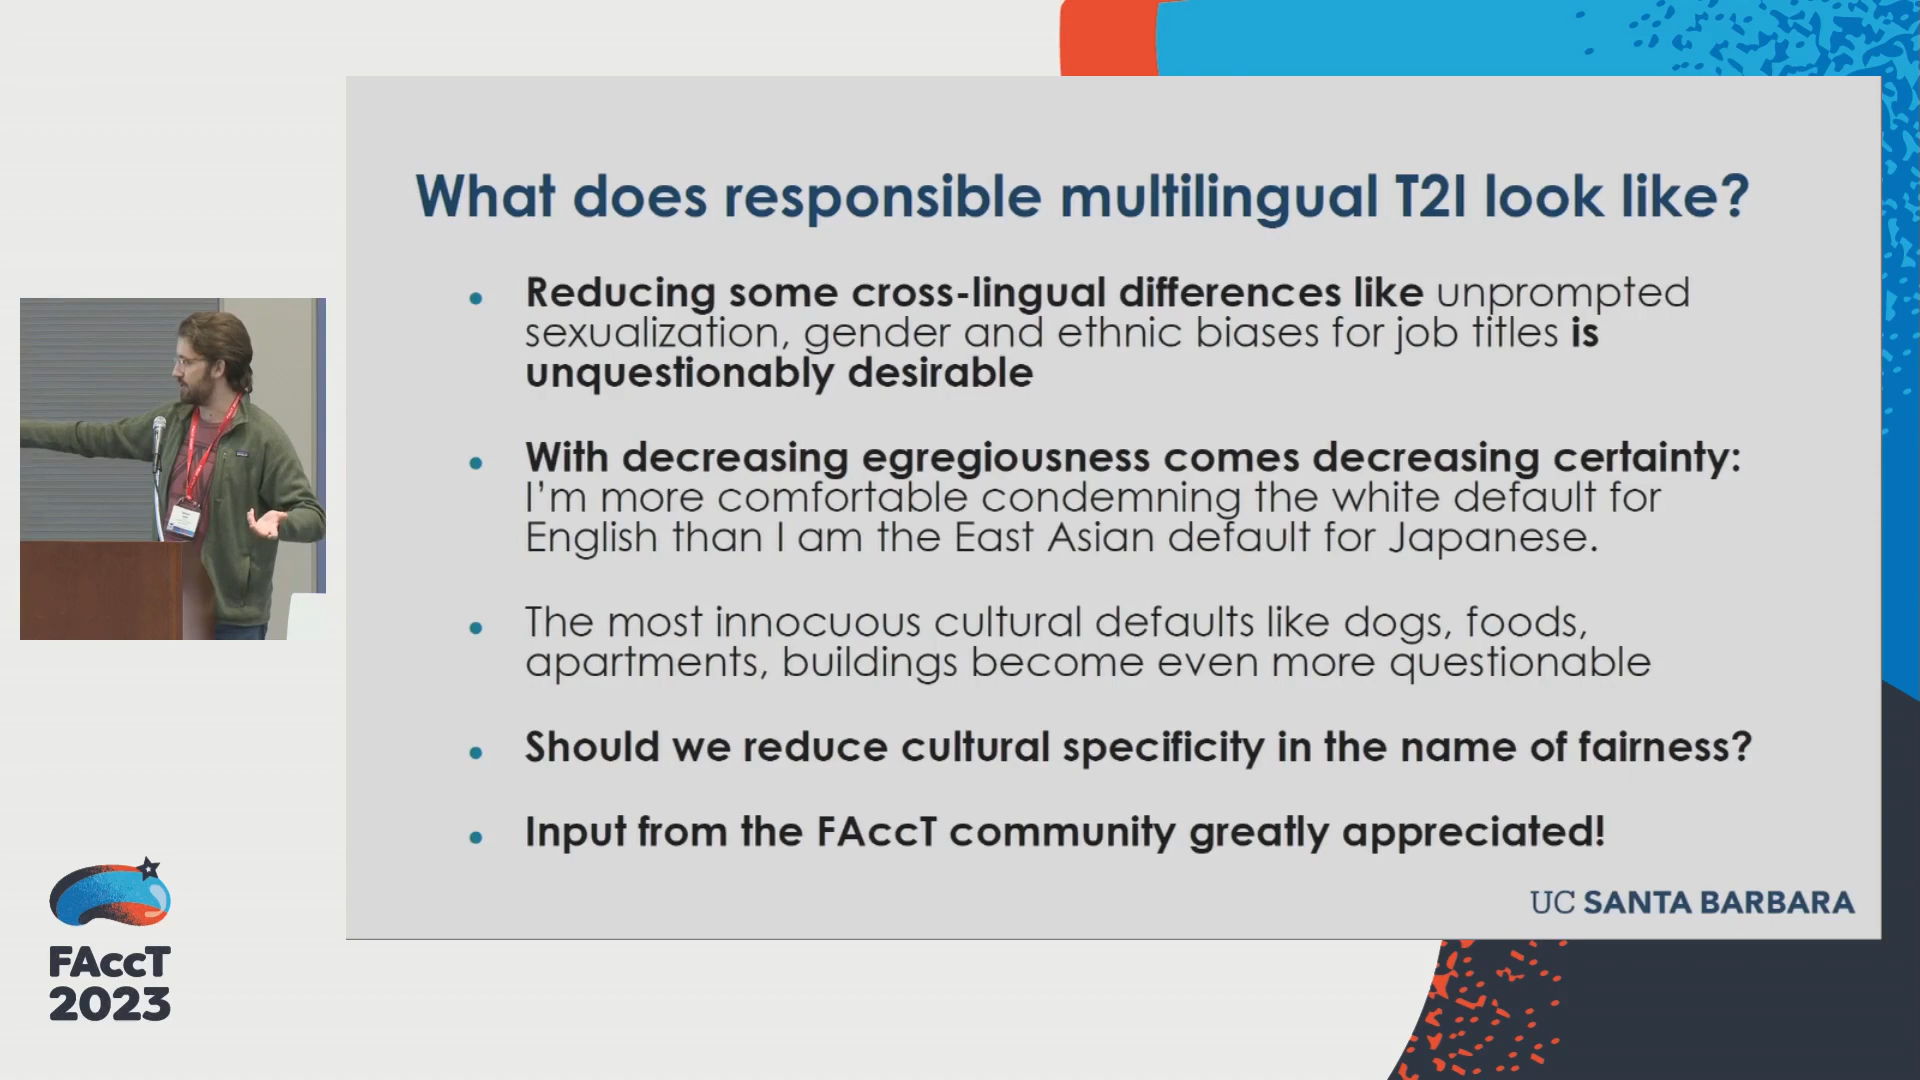 What does responsible multilingual T2I look like?
• Reducing some cross-lingual differences like unprompted
sexualization, gender and ethnic biases for job titles is
unquestionably desirable
• With decreasing egregiousness comes decreasing certainty:
I'm more comfortable condemning the white default for
English than I am the East Asian default for Japanese.
• The most innocuous cultural defaults like dogs, foods,
apartments, buildings become even more questionable
• Should we reduce cultural specificity in the name of fairness?
• Input from the FAccT community greatly appreciated!
UC SANTA BARBARA
FAccT
2023